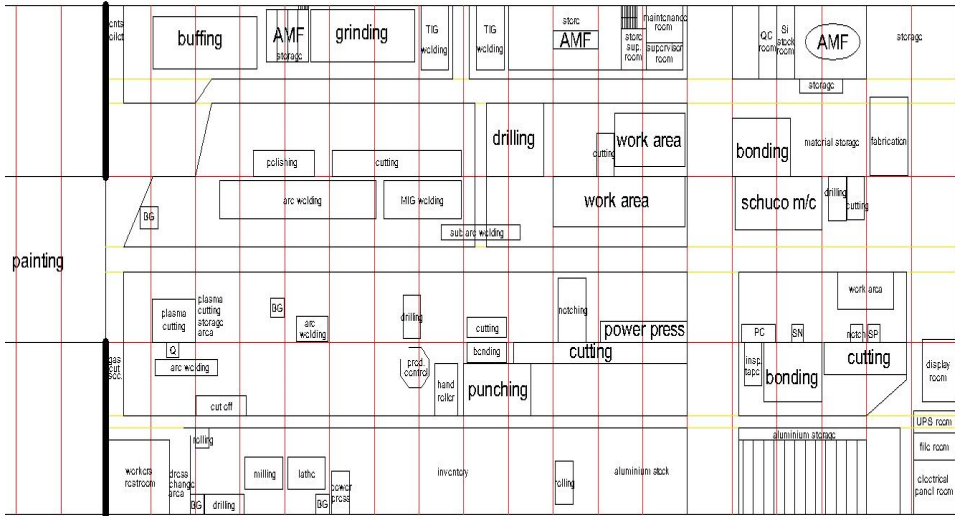 buffing
AMF
storage
grinding
TIG
welding
TIG
welding
store
AMF
store
sup.
room
maintenance
room
supervisor
room
QC
room
Si
stock
room
AMF
storage
storage
polishing
cutting
drilling
cutting
work area
bonding
material storage
fabrication
BG
arc welding
MIG welding
sub arc welding
work area
schuco m/c
drilling
cutting
painting
plasma
cutting
plasma
cutting
storage
area
BG
arc
welding
drilling
cutting
notching
power press
work area
PC
SN
notch
SP
gas
cut
Q
arc welding
cut off
prod.
control
hand
roller
bending
punching
cutting
insp.
tape
bonding
cutting
display
room
UPS room
file room
electrical
panel room
workers
restroom
dress
change
area
rolling
BG
drilling
milling
lathe
BG
power
press
inventory
rolling
aluminium stock
aluminium storage